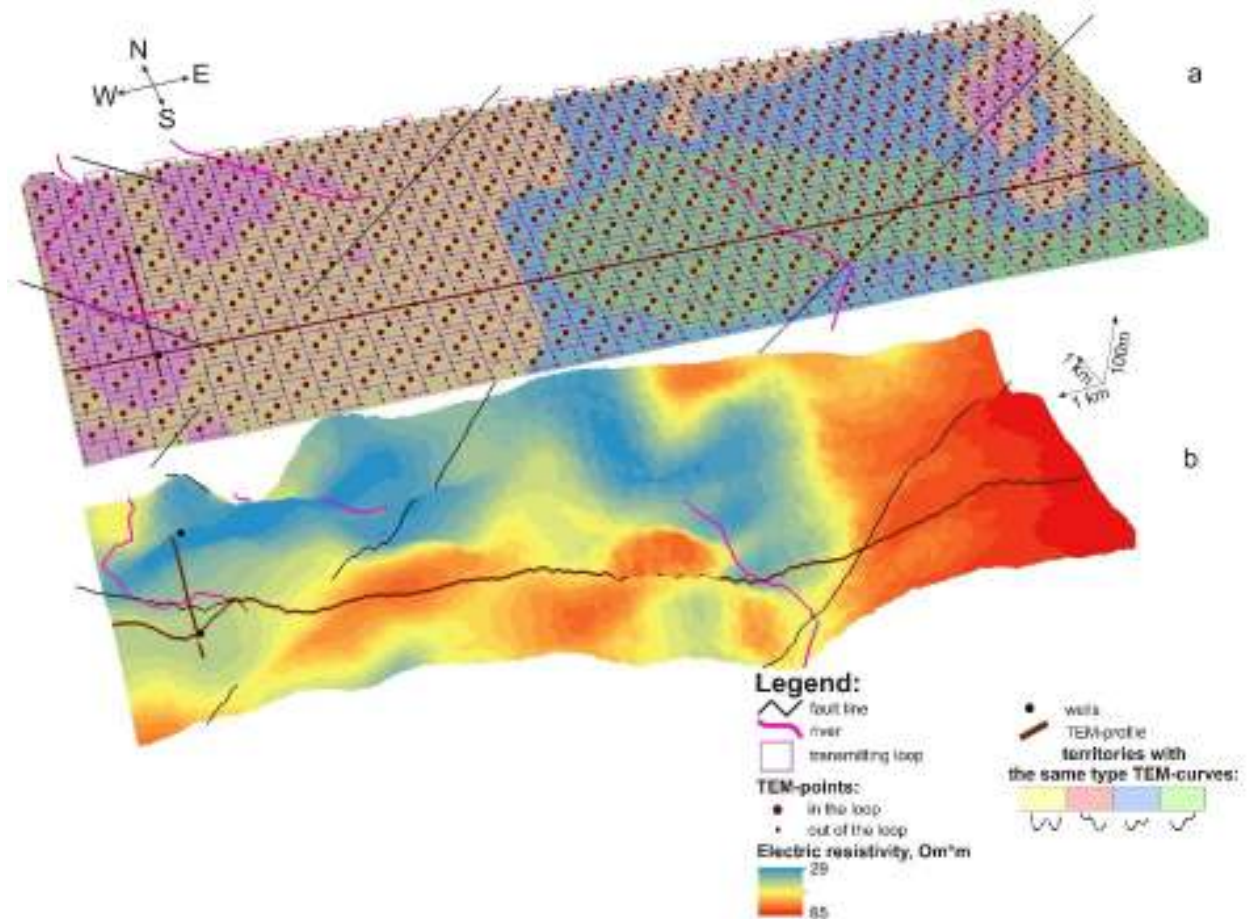 N
W
E
S
a
1 km
100m
1 km
b
Legend:
fault line
river
transmitting loop
TEM-points:
in the loop
out of the loop
Electric resistivity, Om*m
29
65
wells
TEM-profile
territories with
the same type TEM-curves: